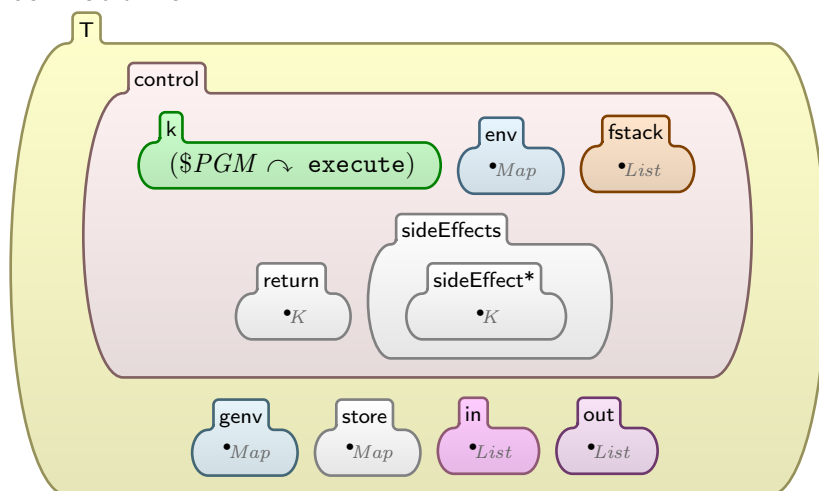 T
control
k
env
fstack
($PGM ↷ execute)
•Map
•List
sideEffects
return
sideEffect*
•K
•K
genv
store
in
out
•Map
•Map
•List
•List